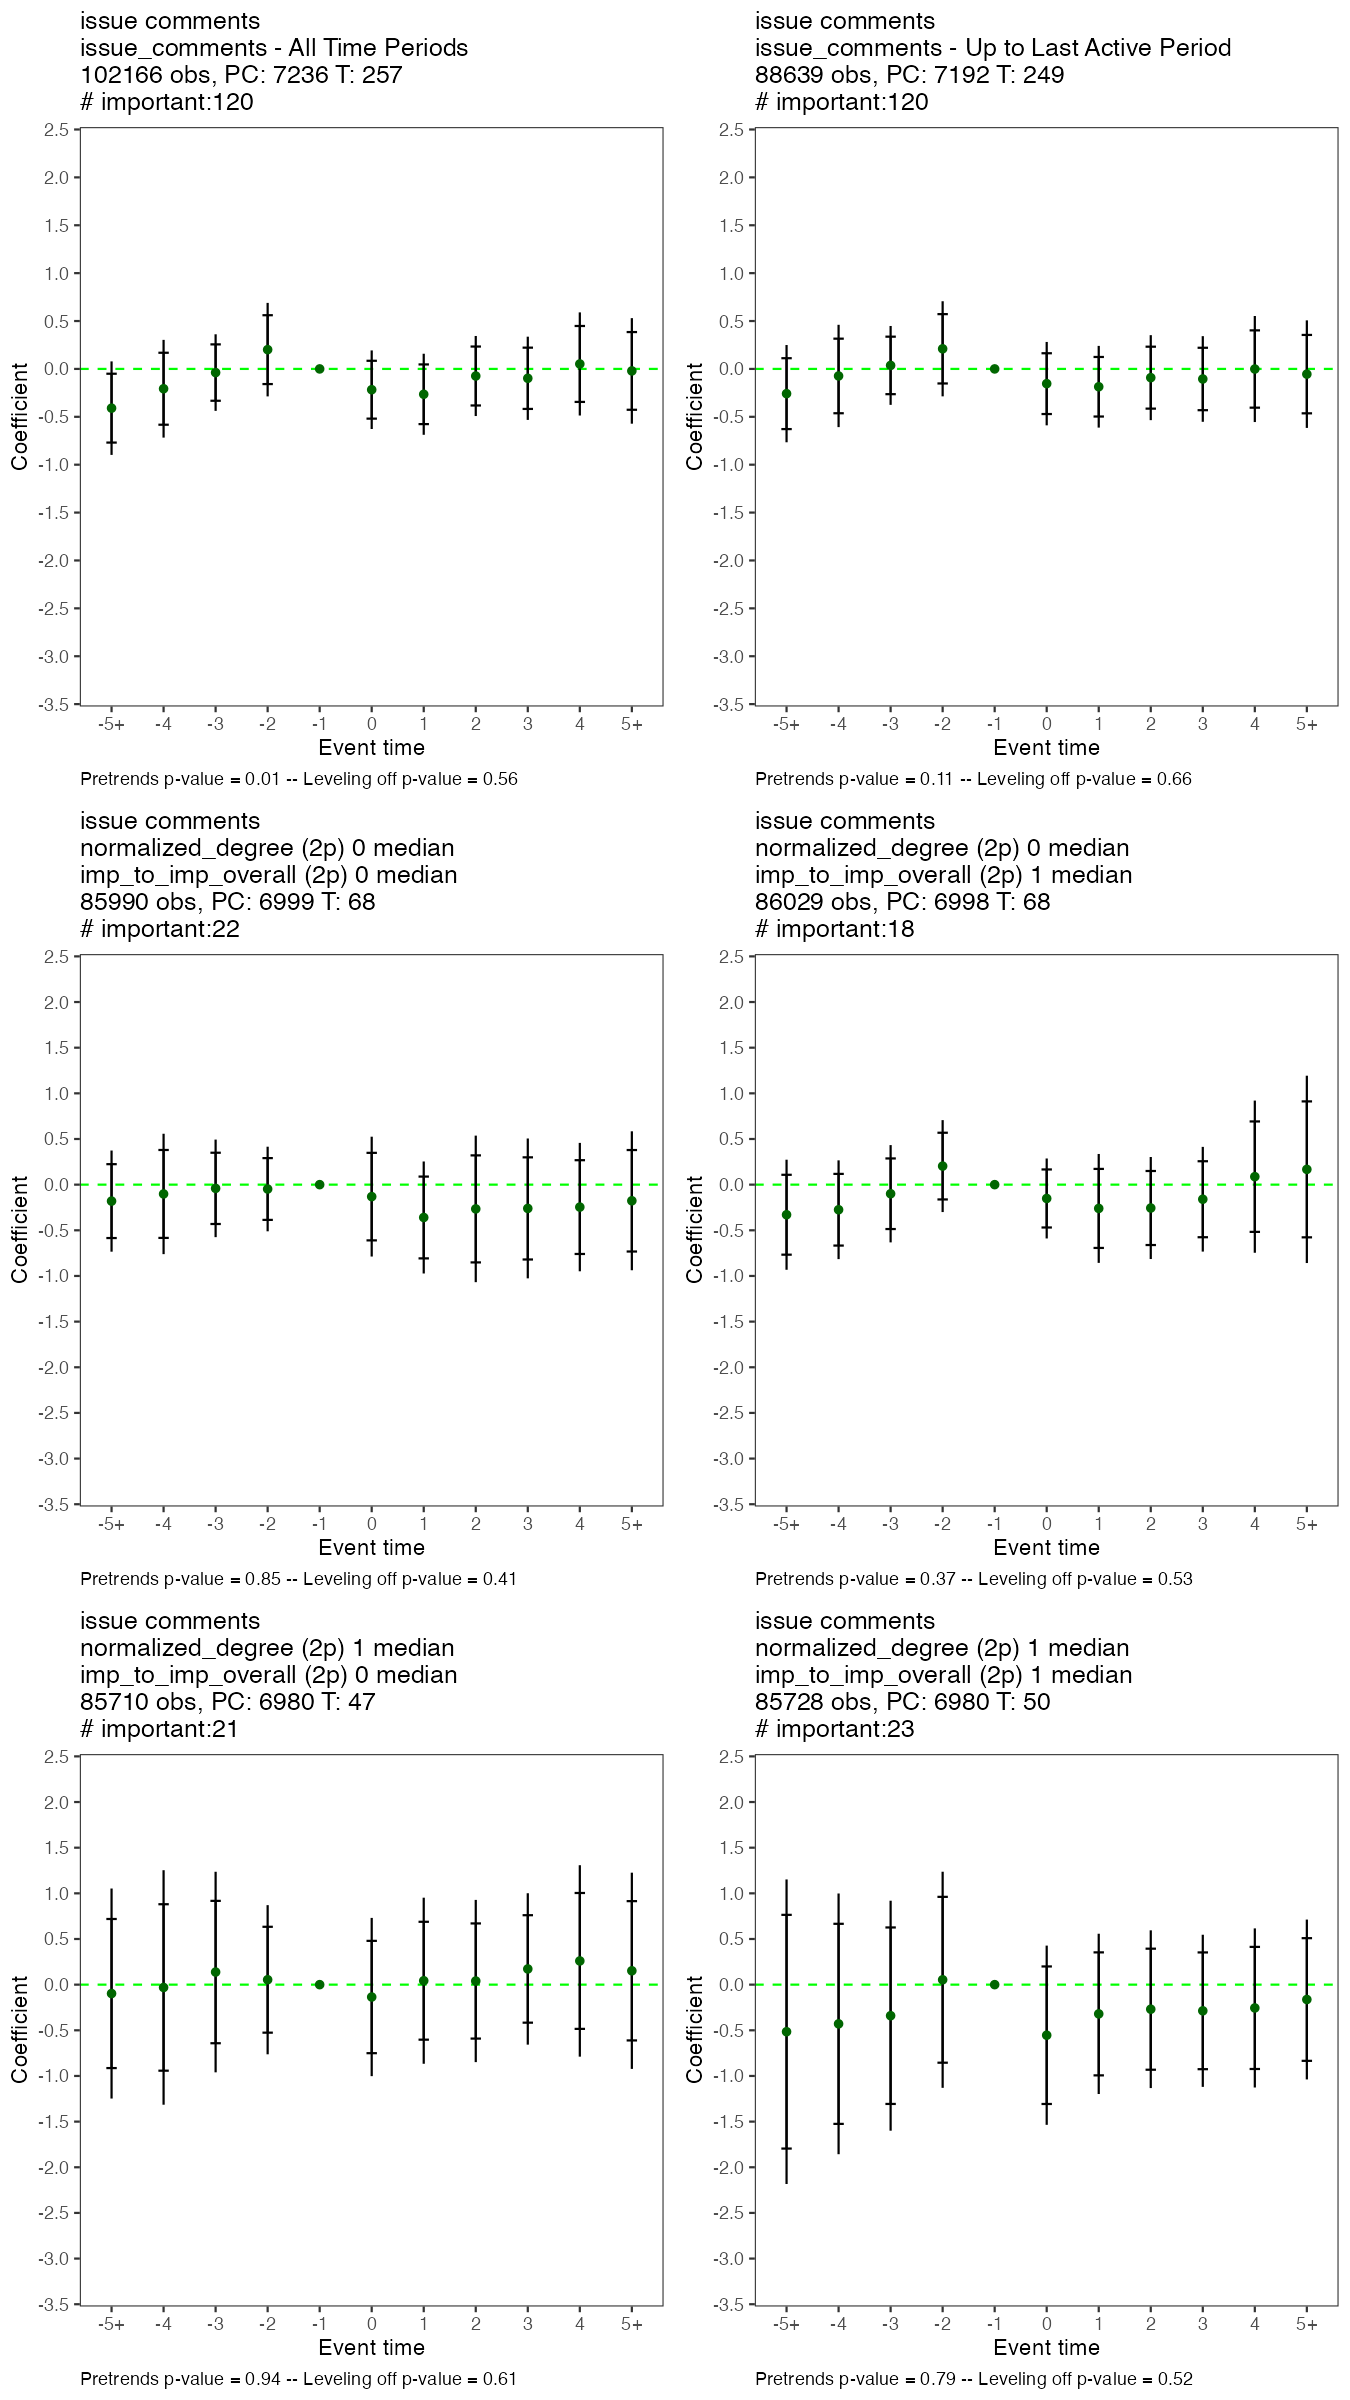 issue comments
issue_comments - All Time Periods
102166 obs, PC: 7236 T: 257
# important:120
2.5
2.0
1.5
1.0
0.5
0.0
-0.5
-1.0
-1.5
-2.0
-2.5
-3.0
-3.5
Coefficient
-5+ -4 -3 -2 -1 0 1 2 3 4 5+
Event time
Pretrends p-value = 0.01 -- Leveling off p-value = 0.56
issue comments
issue_comments - Up to Last Active Period
88639 obs, PC: 7192 T: 249
# important:120
2.5
2.0
1.5
1.0
0.5
0.0
-0.5
-1.0
-1.5
-2.0
-2.5
-3.0
-3.5
Coefficient
-5+ -4 -3 -2 -1 0 1 2 3 4 5+
Event time
Pretrends p-value = 0.11 -- Leveling off p-value = 0.66
issue comments
normalized_degree (2p) 0 median
imp_to_imp_overall (2p) 0 median
85990 obs, PC: 6999 T: 68
# important:22
2.5
2.0
1.5
1.0
0.5
0.0
-0.5
-1.0
-1.5
-2.0
-2.5
-3.0
-3.5
Coefficient
-5+ -4 -3 -2 -1 0 1 2 3 4 5+
Event time
Pretrends p-value = 0.85 -- Leveling off p-value = 0.41
issue comments
normalized_degree (2p) 0 median
imp_to_imp_overall (2p) 1 median
86029 obs, PC: 6998 T: 68
# important:18
2.5
2.0
1.5
1.0
0.5
0.0
-0.5
-1.0
-1.5
-2.0
-2.5
-3.0
-3.5
Coefficient
-5+ -4 -3 -2 -1 0 1 2 3 4 5+
Event time
Pretrends p-value = 0.37 -- Leveling off p-value = 0.53
issue comments
normalized_degree (2p) 1 median
imp_to_imp_overall (2p) 0 median
85710 obs, PC: 6980 T: 47
# important:21
2.5
2.0
1.5
1.0
0.5
0.0
-0.5
-1.0
-1.5
-2.0
-2.5
-3.0
-3.5
Coefficient
-5+ -4 -3 -2 -1 0 1 2 3 4 5+
Event time
Pretrends p-value = 0.94 -- Leveling off p-value = 0.61
issue comments
normalized_degree (2p) 1 median
imp_to_imp_overall (2p) 1 median
85728 obs, PC: 6980 T: 50
# important:23
2.5
2.0
1.5
1.0
0.5
0.0
-0.5
-1.0
-1.5
-2.0
-2.5
-3.0
-3.5
Coefficient
-5+ -4 -3 -2 -1 0 1 2 3 4 5+
Event time
Pretrends p-value = 0.79 -- Leveling off p-value = 0.52